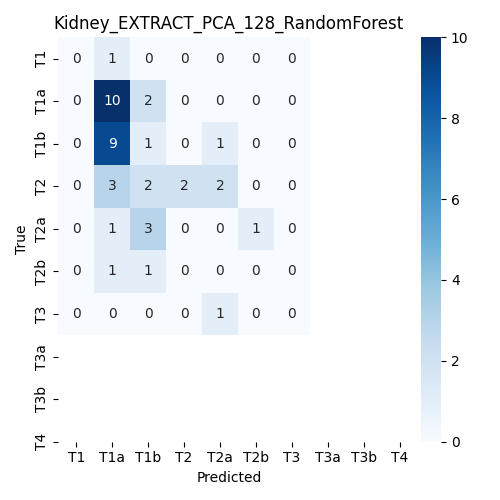 Kidney_EXTRACT_PCA_128_RandomForest
T1 0 1 0 0 0 0 0
T1a 0 10 2 0 0 0 0
T1b 0 9 1 0 1 0 0
T2 0 3 2 2 2 0 0
T2a 0 1 3 0 0 1 0
T2b 0 1 1 0 0 0 0
T3 0 0 0 0 1 0 0
T3a
T3b
T4
T1 T1a T1b T2 T2a T2b T3 T3a T3b T4
Predicted
True
10
8
6
4
2
0